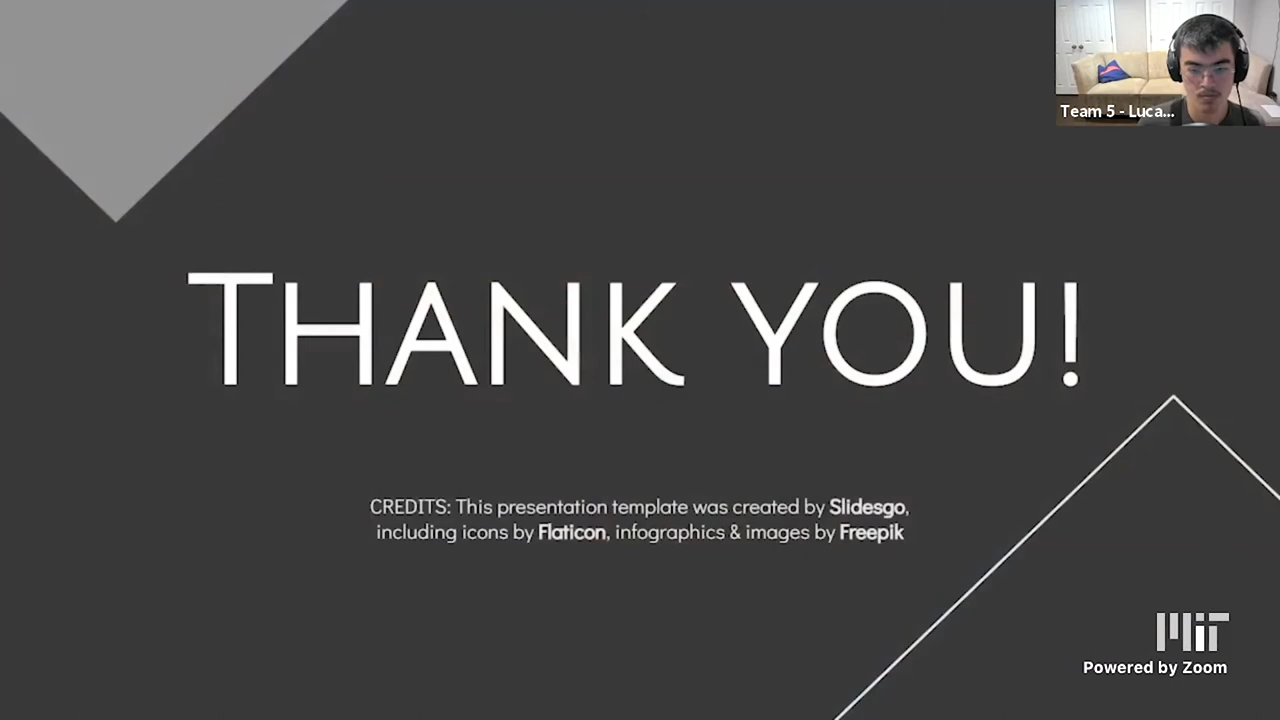 Team 5 - Luca...
THANK YOU!
CREDITS: This presentation template was created by Slidesgo,
including icons by Flaticon, infographics & images by Freepik
MIT
Powered by Zoom